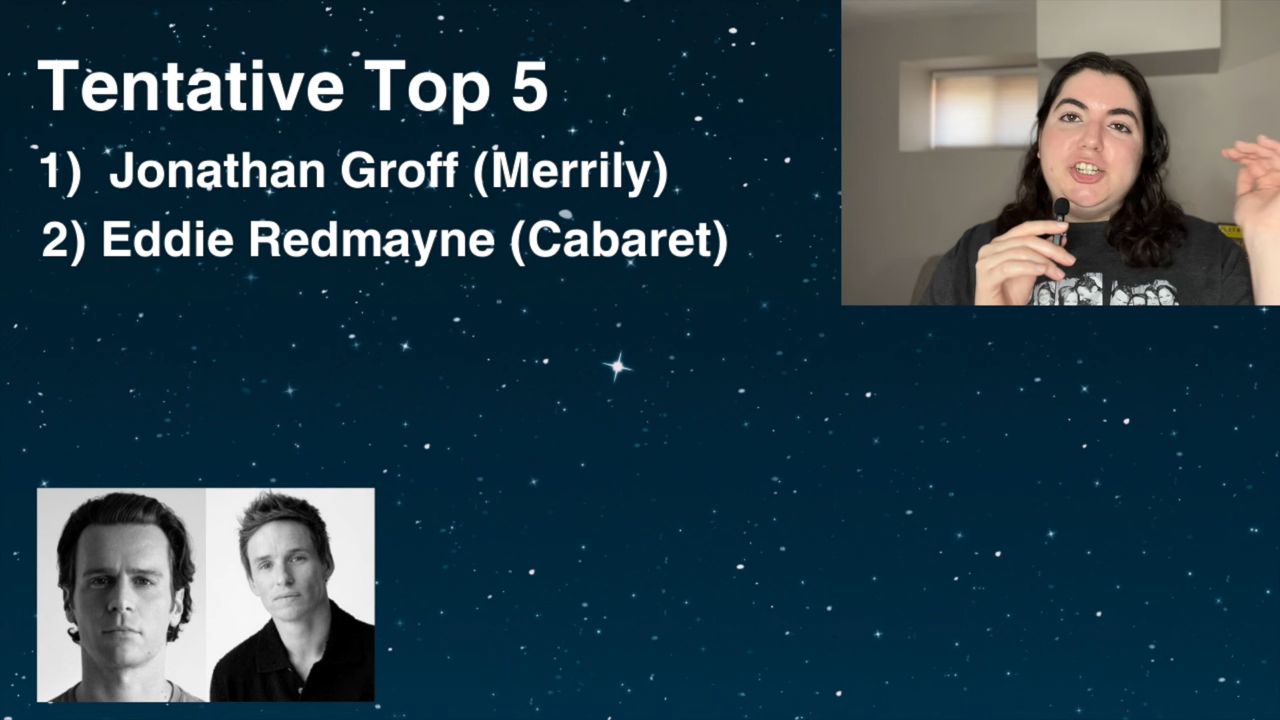 Tentative Top 5
1) Jonathan Groff (Merrily)
2) Eddie Redmayne (Cabaret)